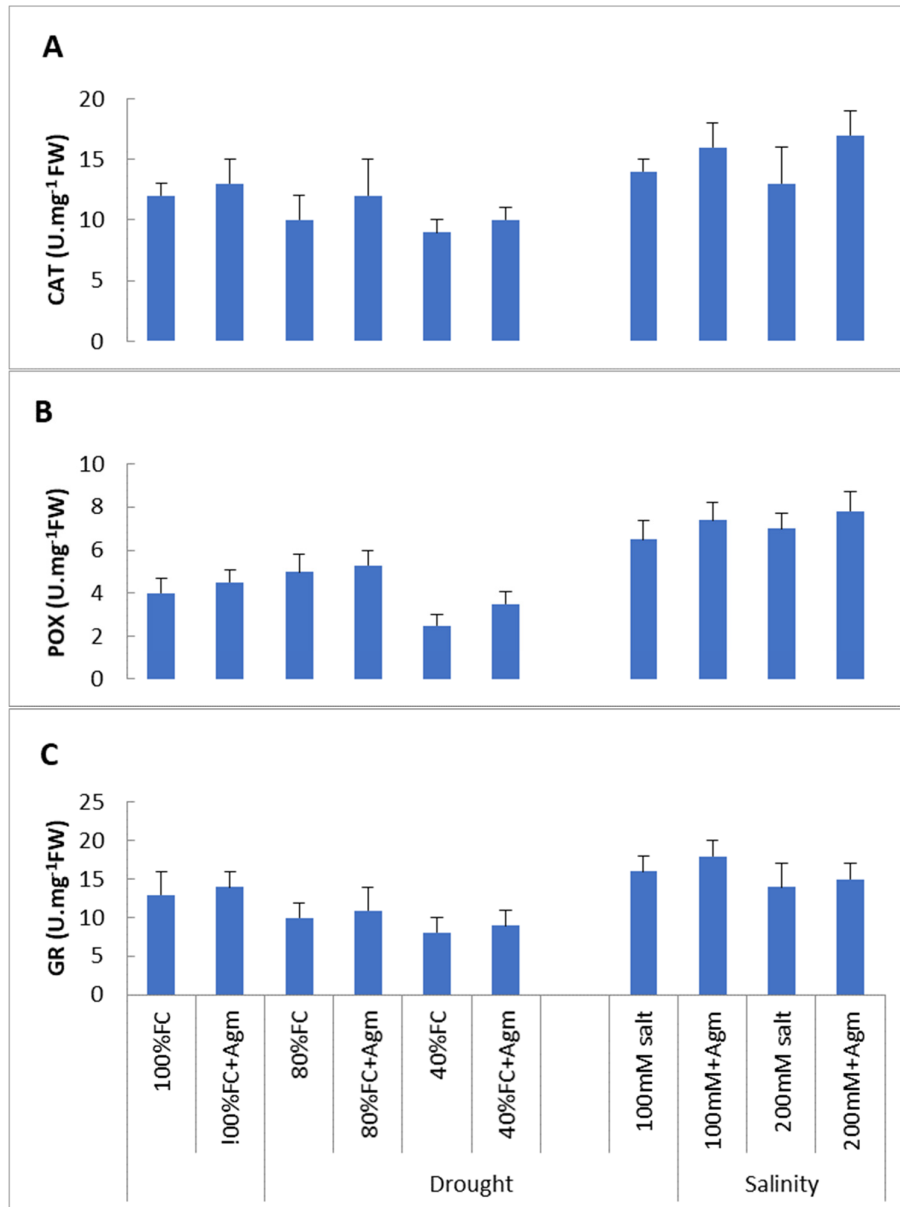 A
CAT (U.mg-1 FW)
20
15
10
5
0
B
POX (U.mg-1FW)
10
8
6
4
2
0
C
GR (U.mg-1FW)
25
20
15
10
5
0
100%FC
!00%FC+Agm
80%FC
80%FC+Agm
40%FC
40%FC+Agm
100mM salt
100mM+Agm
200mM salt
200mM+Agm
Drought
Salinity